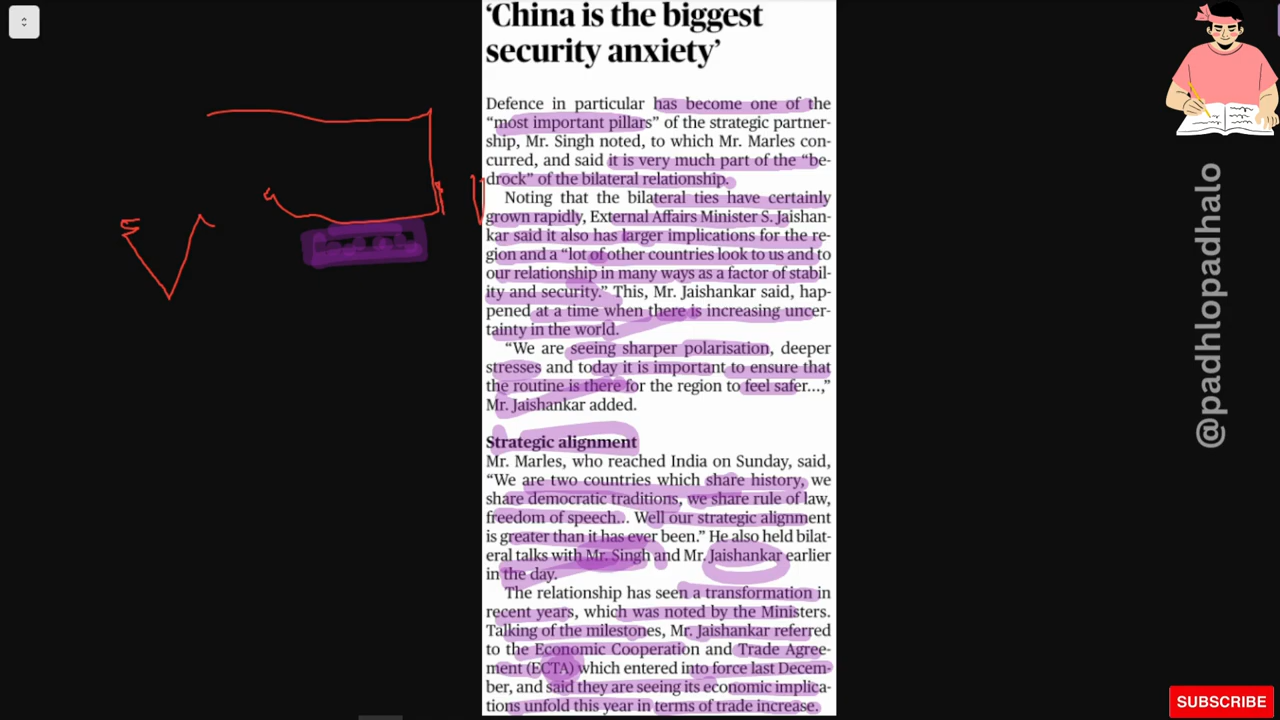 ‘China is the biggest
security anxiety’
Defence in particular has become one of the
“most important pillars” of the strategic partner-
ship, Mr. Singh noted, to which Mr. Marles con-
curred, and said it is very much part of the “be-
drock” of the bilateral relationship.
Noting that the bilateral ties have certainly
grown rapidly, External Affairs Minister S. Jaishan-
kar said it also has larger implications for the re-
gion and a “lot of other countries look to us and to
our relationship in many ways as a factor of stabil-
ity and security.” This, Mr. Jaishankar said, hap-
pened at a time when there is increasing uncer-
tainty in the world.
“We are seeing sharper polarisation, deeper
stresses and today it is important to ensure that
the routine is there for the region to feel safer...,”
Mr. Jaishankar added.
Strategic alignment
Mr. Marles, who reached India on Sunday, said,
“We are two countries which share history, we
share democratic traditions, we share rule of law,
freedom of speech... Well our strategic alignment
is greater than it has ever been.” He also held bilat-
eral talks with Mr. Singh and Mr. Jaishankar earlier
in the day.
The relationship has seen a transformation in
recent years, which was noted by the Ministers.
Talking of the milestones, Mr. Jaishankar referred
to the Economic Cooperation and Trade Agree-
ment (ECTA) which entered into force last Decem-
ber, and said they are seeing its economic implica-
tions unfold this year in terms of trade increase.
@padhlopadhalo
SUBSCRIBE